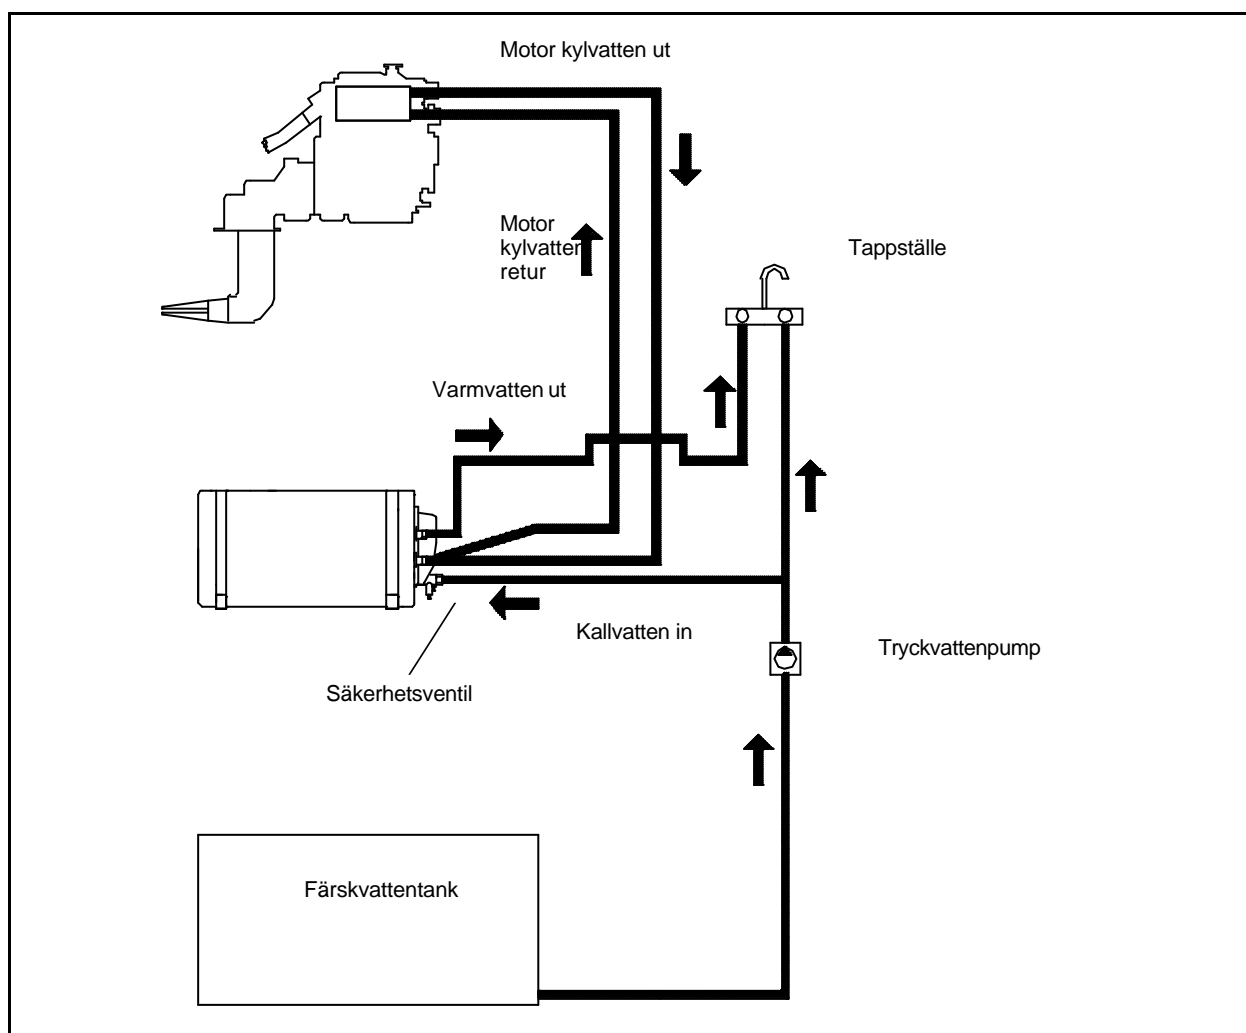 Motor kylvatten ut
Motor
kylvatten
retur
Tappställe
Varmvatten ut
Kallvatten in
Tryckvattenpump
Säkerhetsventil
Färskvattentank